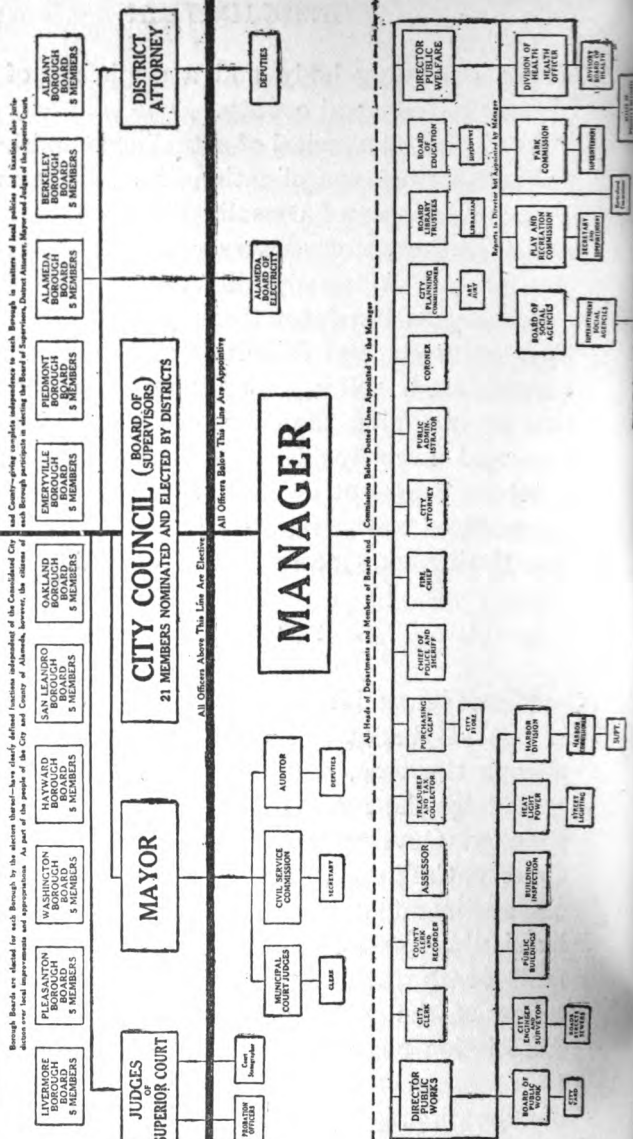 Borough Boards are elected for each Borough by the electors thereof—have clearly defined functions independent of the Consolidated City and County—giving complete independence to each Borough in matters of local policies and taxation; also juris-
diction over local improvements and appropriations. As part of the people of the City and County of Alameda, however, the citizens of each Borough participate in electing the Board of Supervisors, District Attorney, Mayor and Judges of the Superior Court.
LIVERMORE
BOROUGH
BOARD
5 MEMBERS
PLEASANTON
BOROUGH
BOARD
5 MEMBERS
WASHINGTON
BOROUGH
BOARD
5 MEMBERS
HAYWARD
BOROUGH
BOARD
5 MEMBERS
SAN LEANDRO
BOROUGH
BOARD
5 MEMBERS
OAKLAND
BOROUGH
BOARD
5 MEMBERS
EMERYVILLE
BOROUGH
BOARD
5 MEMBERS
PIEDMONT
BOROUGH
BOARD
5 MEMBERS
ALAMEDA
BOROUGH
BOARD
5 MEMBERS
BERKELEY
BOROUGH
BOARD
5 MEMBERS
ALBANY
BOROUGH
BOARD
5 MEMBERS
JUDGES
OF
SUPERIOR COURT
MAYOR
CITY COUNCIL (BOARD OF SUPERVISORS)
21 MEMBERS NOMINATED AND ELECTED BY DISTRICTS
DISTRICT
ATTORNEY
All Officers Above This Line Are Elective
All Officers Below This Line Are Appointive
PROBATION
OFFICERS
Court
Stenographer
MUNICIPAL
COURT JUDGES
CLERK
CIVIL SERVICE
COMMISSION
SECRETARY
AUDITOR
DEPUTIES
MANAGER
ALAMEDA
BOARD OF
ELECTRICITY
DEPUTIES
All Heads of Departments and Members of Boards and Commissions Below Dotted Lines Appointed by the Manager
DIRECTOR
PUBLIC
WORKS
CITY
CLERK
COUNTY
CLERK
AND
RECORDER
ASSESSOR
TREASURER
AND TAX
COLLECTOR
PURCHASING
AGENT
CITY
STORE
CHIEF OF
POLICE AND
SHERIFF
FIRE
CHIEF
CITY
ATTORNEY
PUBLIC
ADMIN-
ISTRATOR
CORONER
CITY
PLANNING
COMMISSIONER
ART
JURY
BOARD
LIBRARY
TRUSTEES
LIBRARIAN
BOARD
OF
EDUCATION
DIRECTOR
PUBLIC
WELFARE
Reports to Director but Appointed by Manager
BOARD OF
PUBLIC
WORK
CITY
YARD
CITY
ENGINEER AND
SURVEYOR
ROADS
STREETS
SEWERS
PUBLIC
BUILDINGS
BUILDING
INSPECTION
HEAT
LIGHT
POWER
STREET
LIGHTING
HARBOR
DIVISION
SUPT.
BOARD OF
SOCIAL
AGENCIES
SUPERINTENDENT
SOCIAL
AGENCIES
PLAY AND
RECREATION
COMMISSION
SECRETARY
PARK
COMMISSION
SUPERINTENDENT
DIVISION OF
HEALTH
HEALTH
OFFICER
ADVISORY
BOARD OF
HEALTH